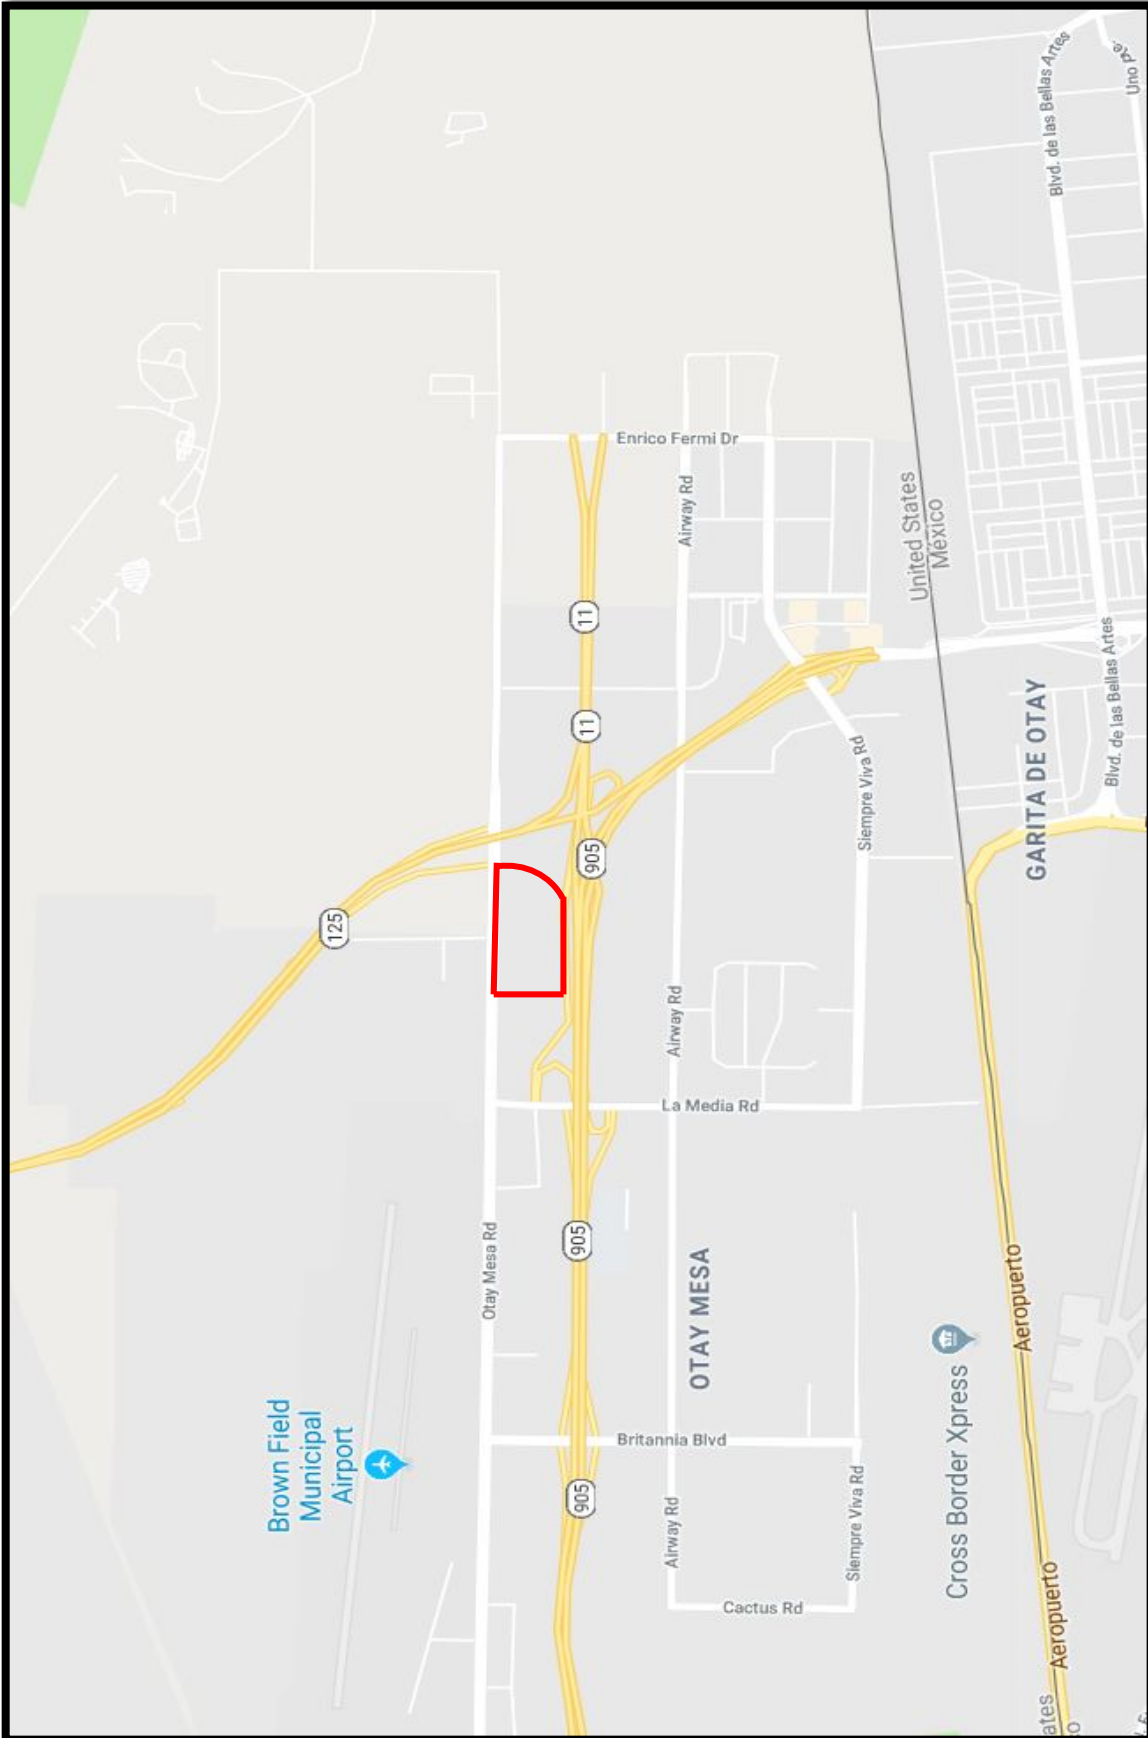 Blvd. de las Bellas Artes
Uno Pte.
Enrico Fermi Dr
Airway Rd
United States
México
11
11
Blvd. de las Bellas Artes
GARITA DE OTAY
Siempre Viva Rd
905
125
Airway Rd
La Media Rd
Otay Mesa Rd
905
OTAY MESA
Aeropuerto
Cross Border Xpress
Brown Field
Municipal
Airport
Britannia Blvd
905
Airway Rd
Siempre Viva Rd
Cactus Rd
Aeropuerto
ates